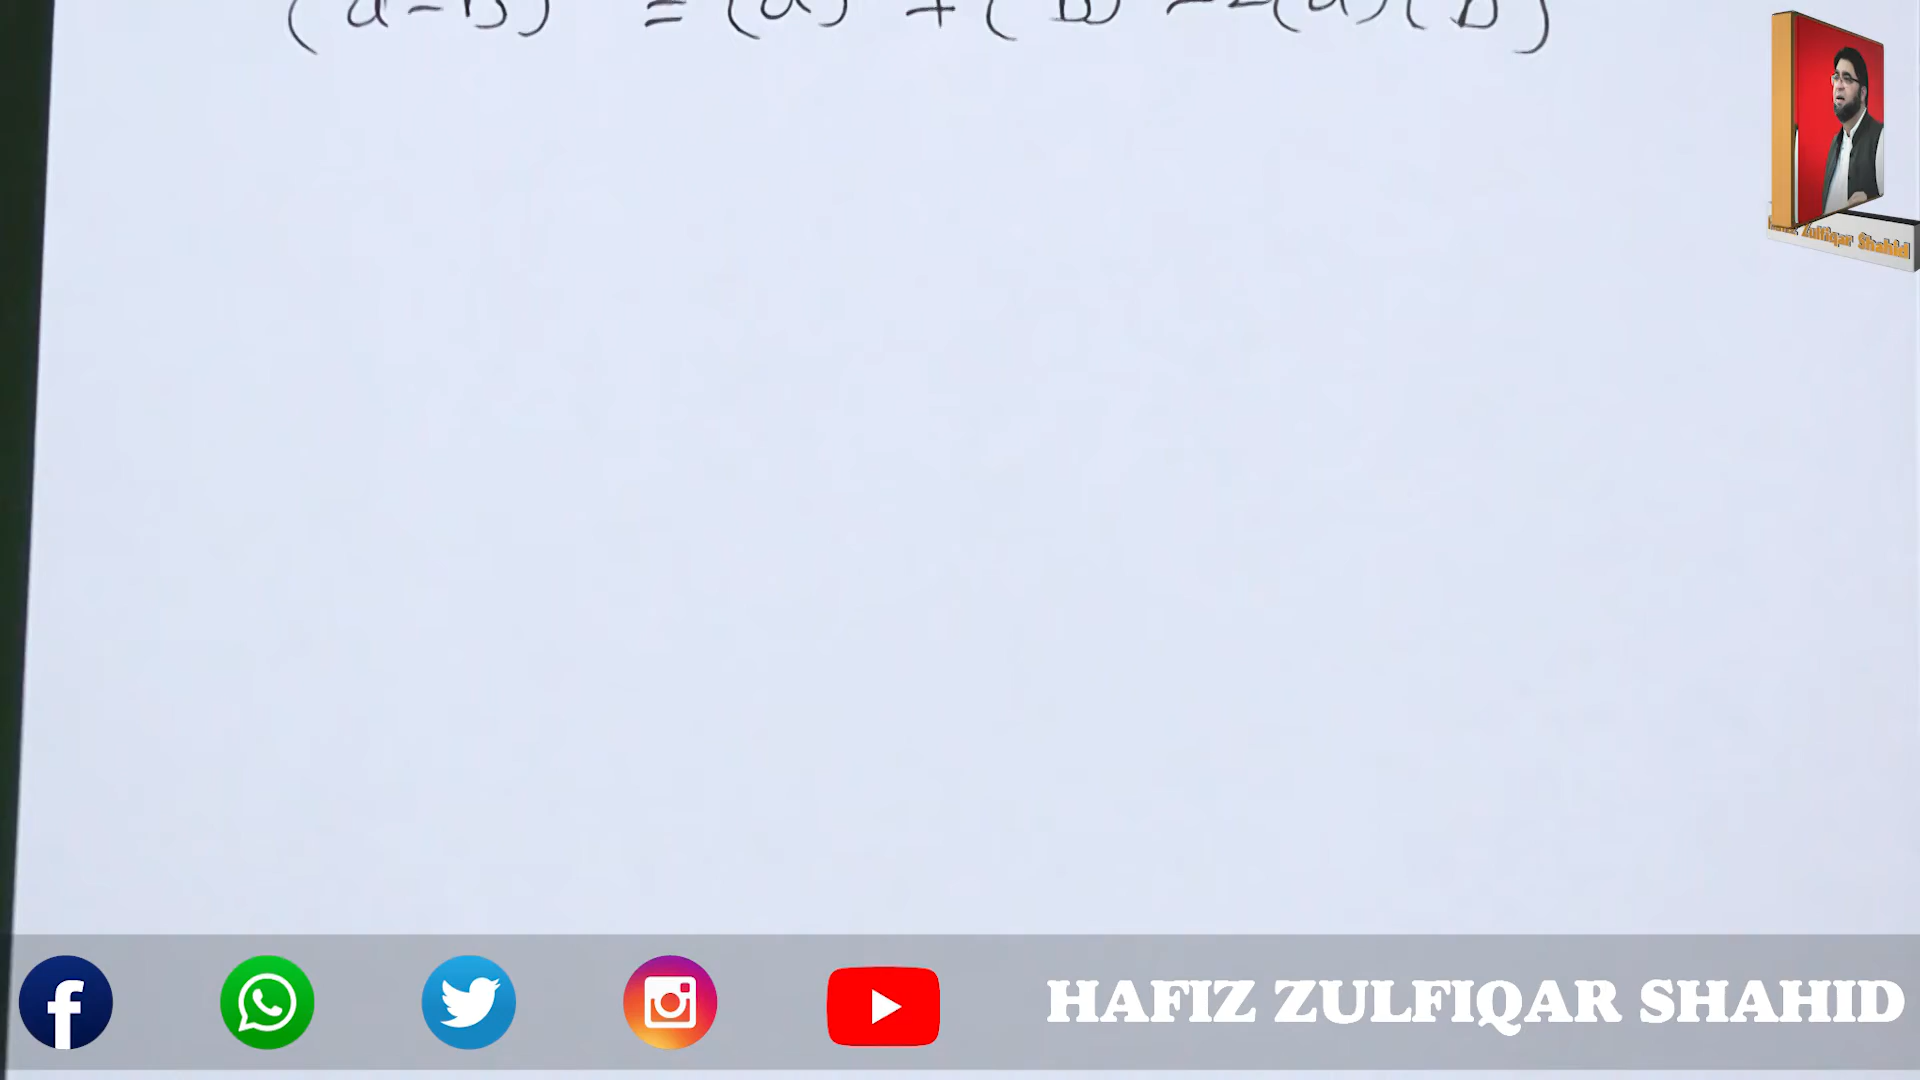 (a-b) = (a) + (b) -2(a)(b)
Zulfiqar Shahid
HAFIZ ZULFIQAR SHAHID